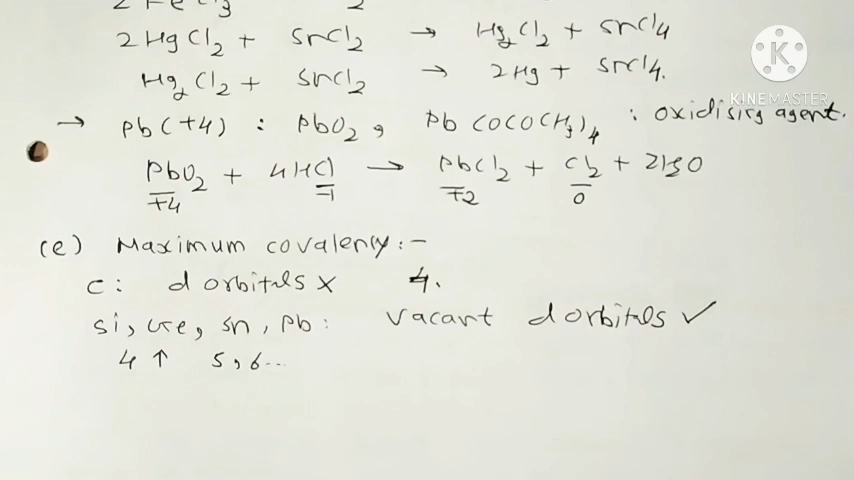 2HgCl2 + SnCl2 → Hg2Cl2 + SnCl4
Hg2Cl2 + SnCl2 → 2Hg + SnCl4.
→ Pb(+4) : PbO2, Pb(OCOCH3)4 : oxidising agent.
PbO2 + 4HCl → PbCl2 + Cl2 + 2H2O
+4 -1 +2 0
(e) Maximum covalency:-
C: d orbitals × 4.
Si, Ge, Sn, Pb: vacant d orbitals ✓
4 ↑ 5, 6...
K
KINEMASTER